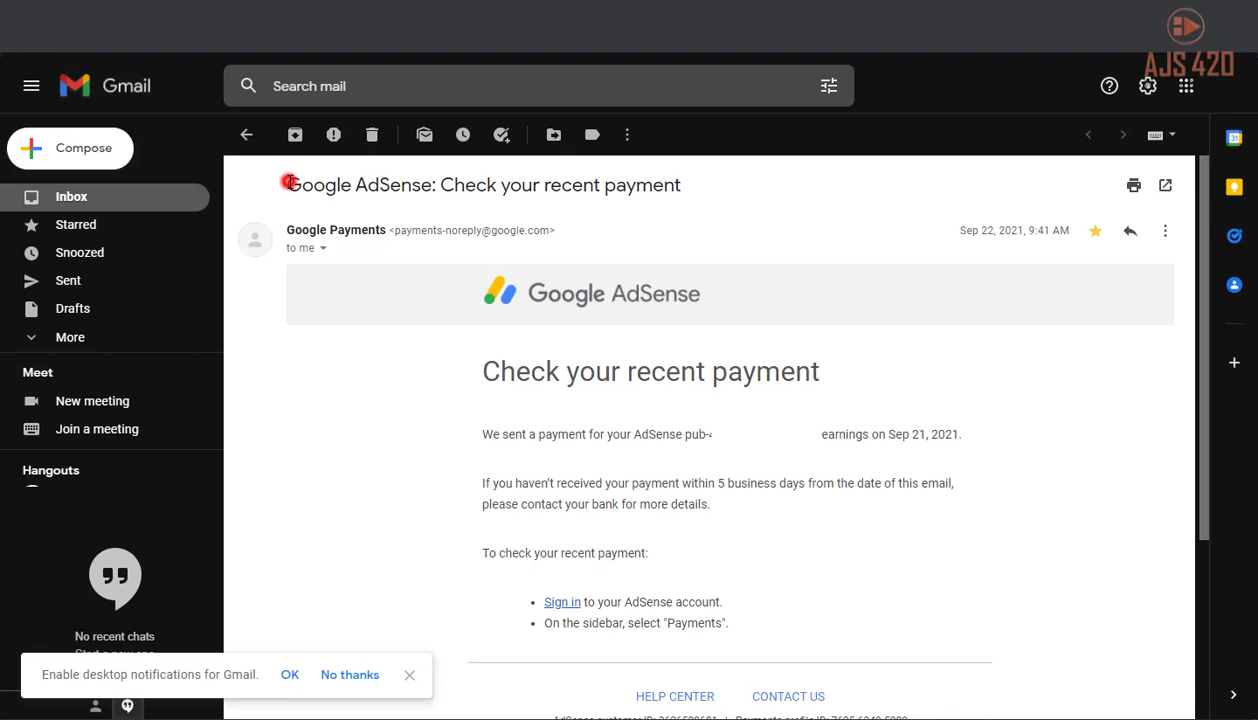 AJS 420
Gmail
Search mail
Compose
Inbox
Starred
Snoozed
Sent
Drafts
More
Meet
New meeting
Join a meeting
Hangouts
No recent chats
Enable desktop notifications for Gmail. OK No thanks
Google AdSense: Check your recent payment
Google Payments <payments-noreply@google.com>
Sep 22, 2021, 9:41 AM
to me
Google AdSense
Check your recent payment
We sent a payment for your AdSense pub- earnings on Sep 21, 2021.
If you haven't received your payment within 5 business days from the date of this email,
please contact your bank for more details.
To check your recent payment:
• Sign in to your AdSense account.
• On the sidebar, select "Payments".
HELP CENTER CONTACT US